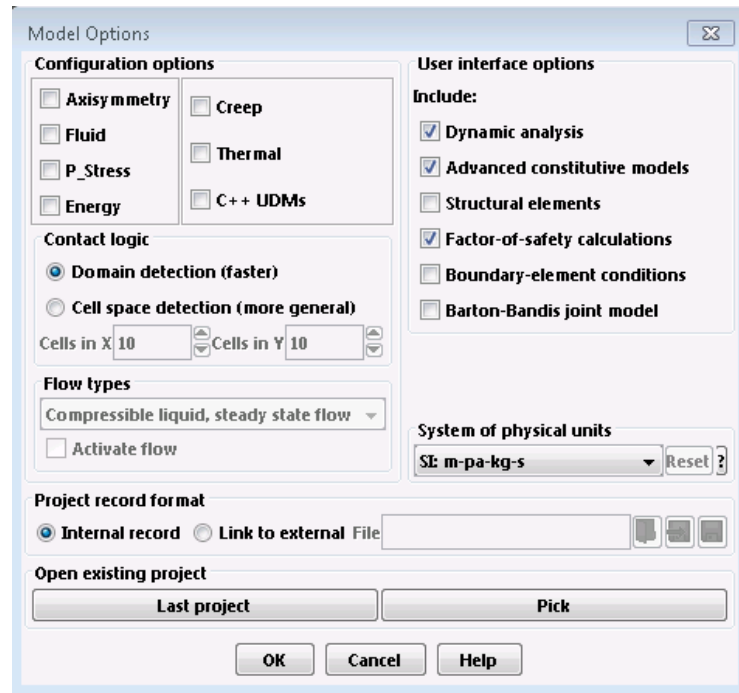 Model Options
Configuration options
Axisymmetry
Fluid
P_Stress
Energy
Creep
Thermal
C++ UDMs
Contact logic
Domain detection (faster)
Cell space detection (more general)
Cells in X 10 Cells in Y 10
Flow types
Compressible liquid, steady state flow
Activate flow
User interface options
Include:
Dynamic analysis
Advanced constitutive models
Structural elements
Factor-of-safety calculations
Boundary-element conditions
Barton-Bandis joint model
System of physical units
SI: m-pa-kg-s Reset ?
Project record format
Internal record Link to external File
Open existing project
Last project Pick
OK Cancel Help